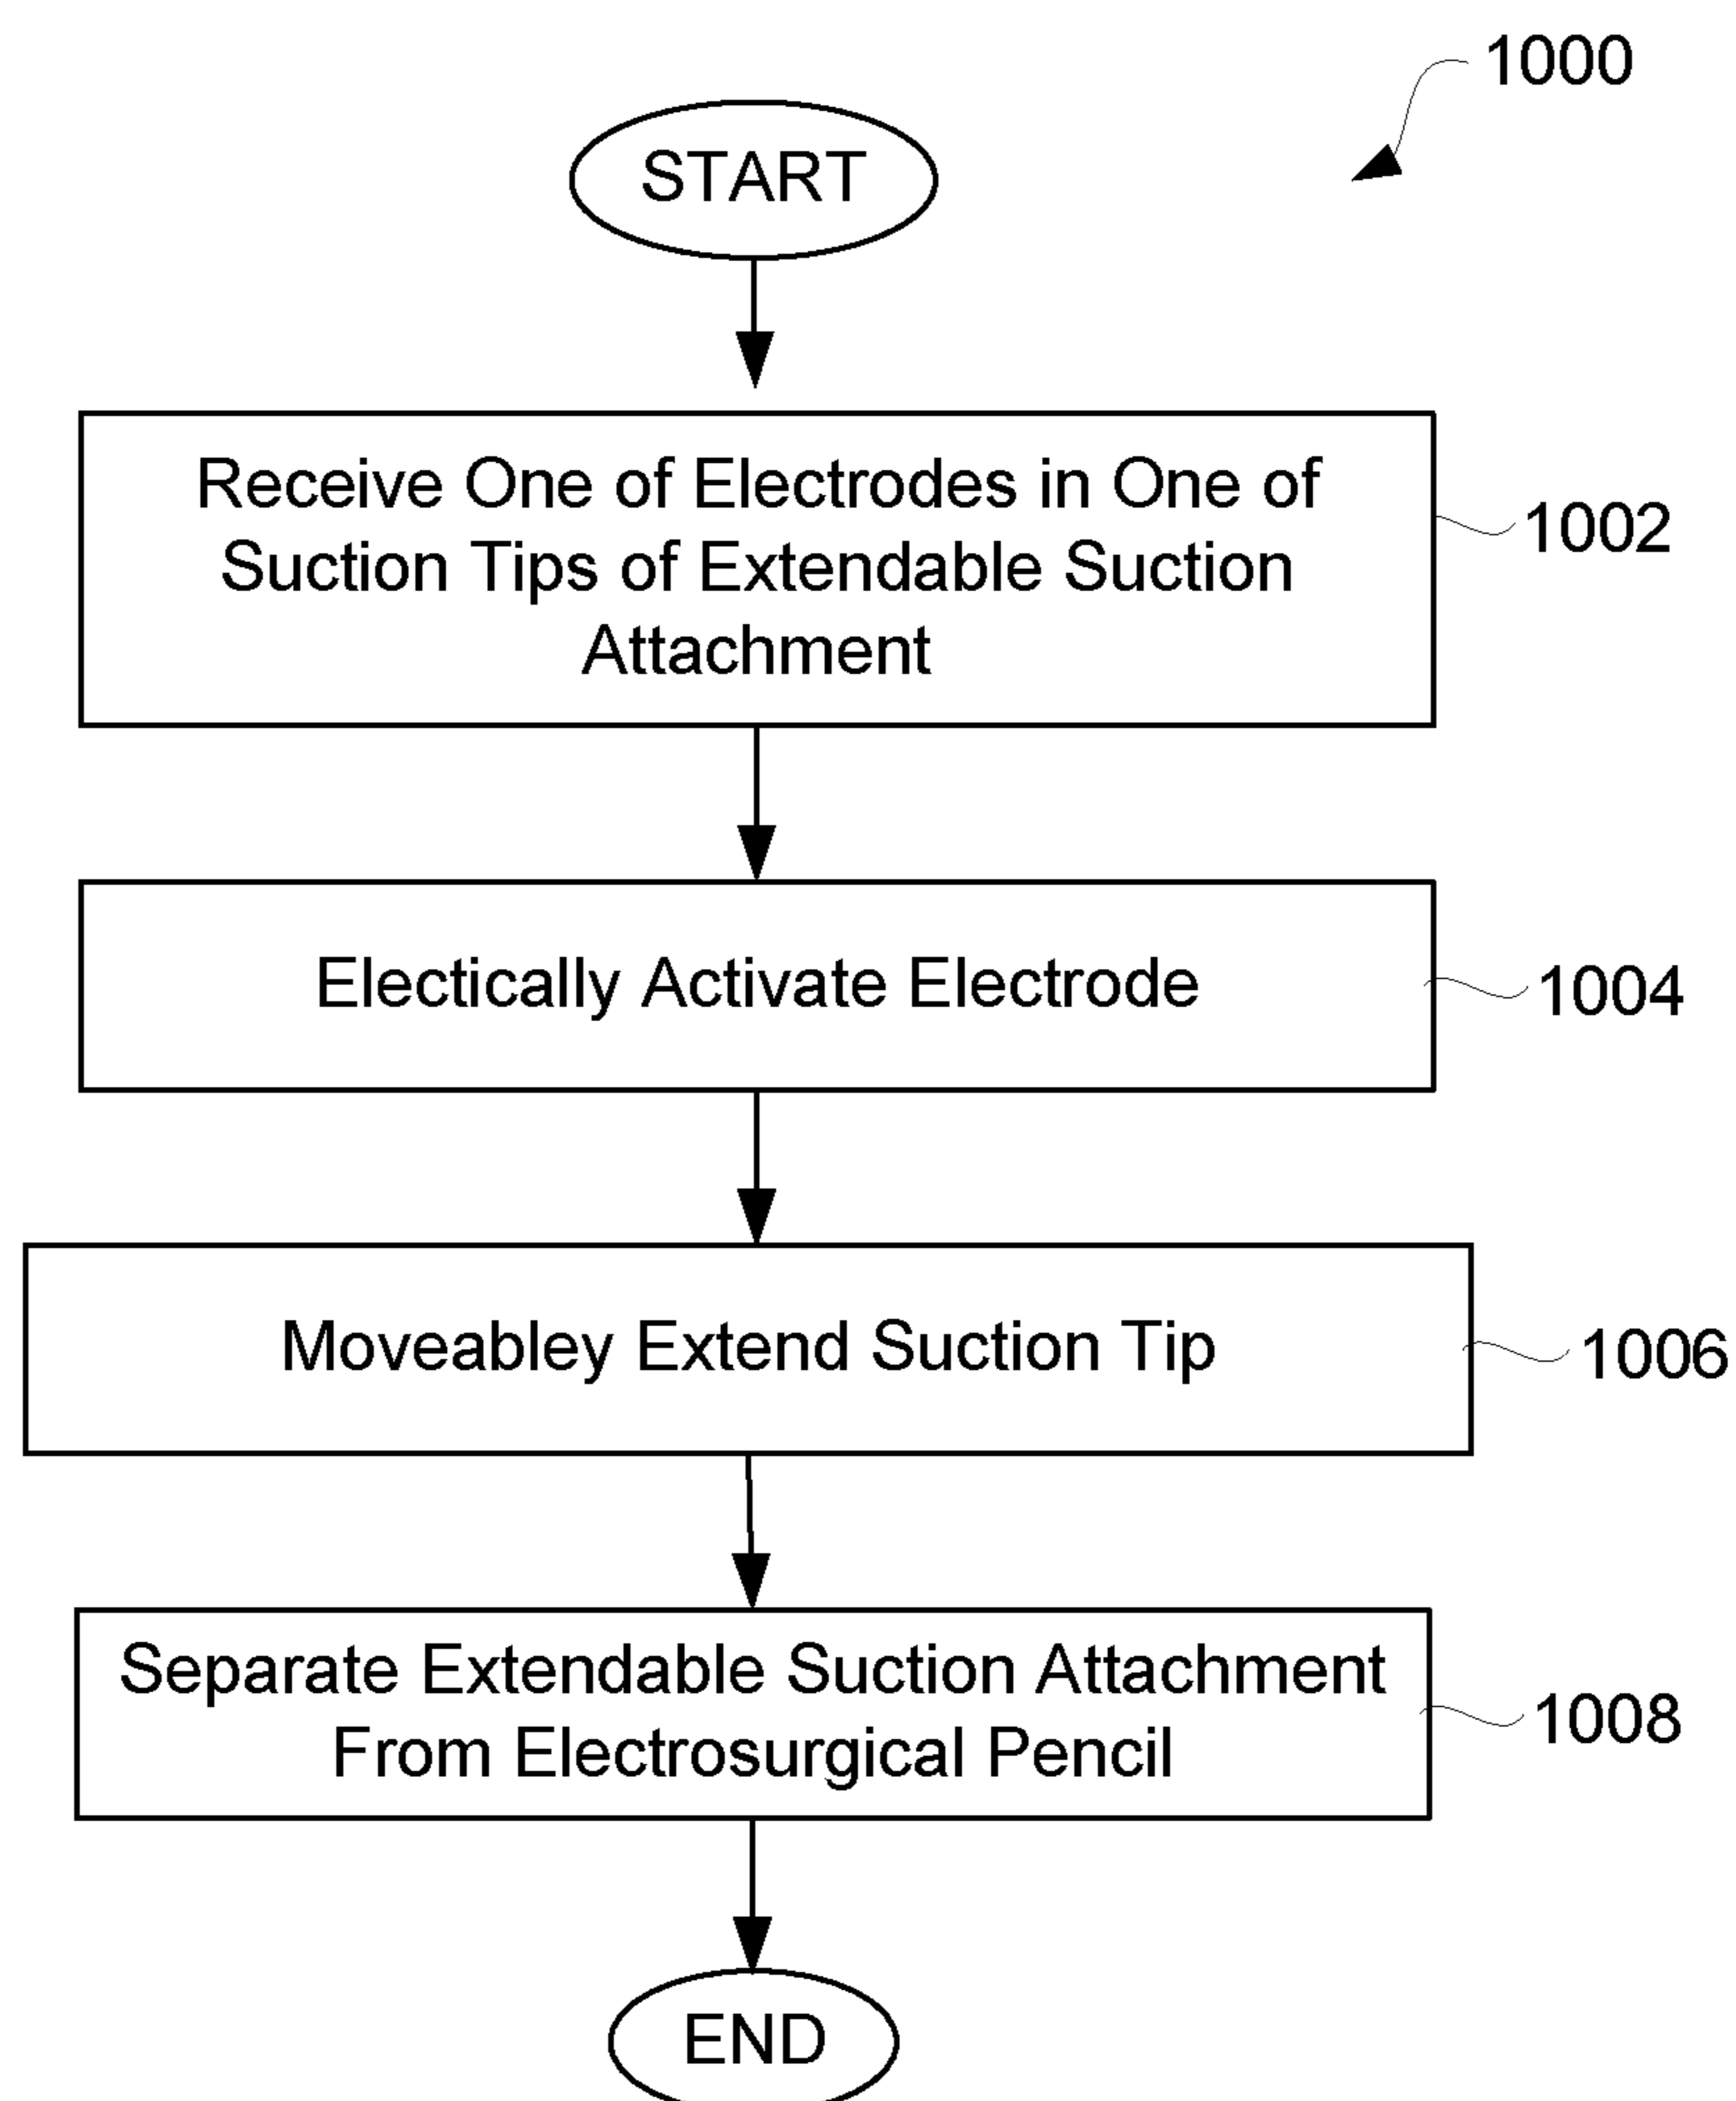 1000
START
Receive One of Electrodes in One of
Suction Tips of Extendable Suction
Attachment
1002
Electically Activate Electrode
1004
Moveabley Extend Suction Tip
1006
Separate Extendable Suction Attachment
From Electrosurgical Pencil
1008
END